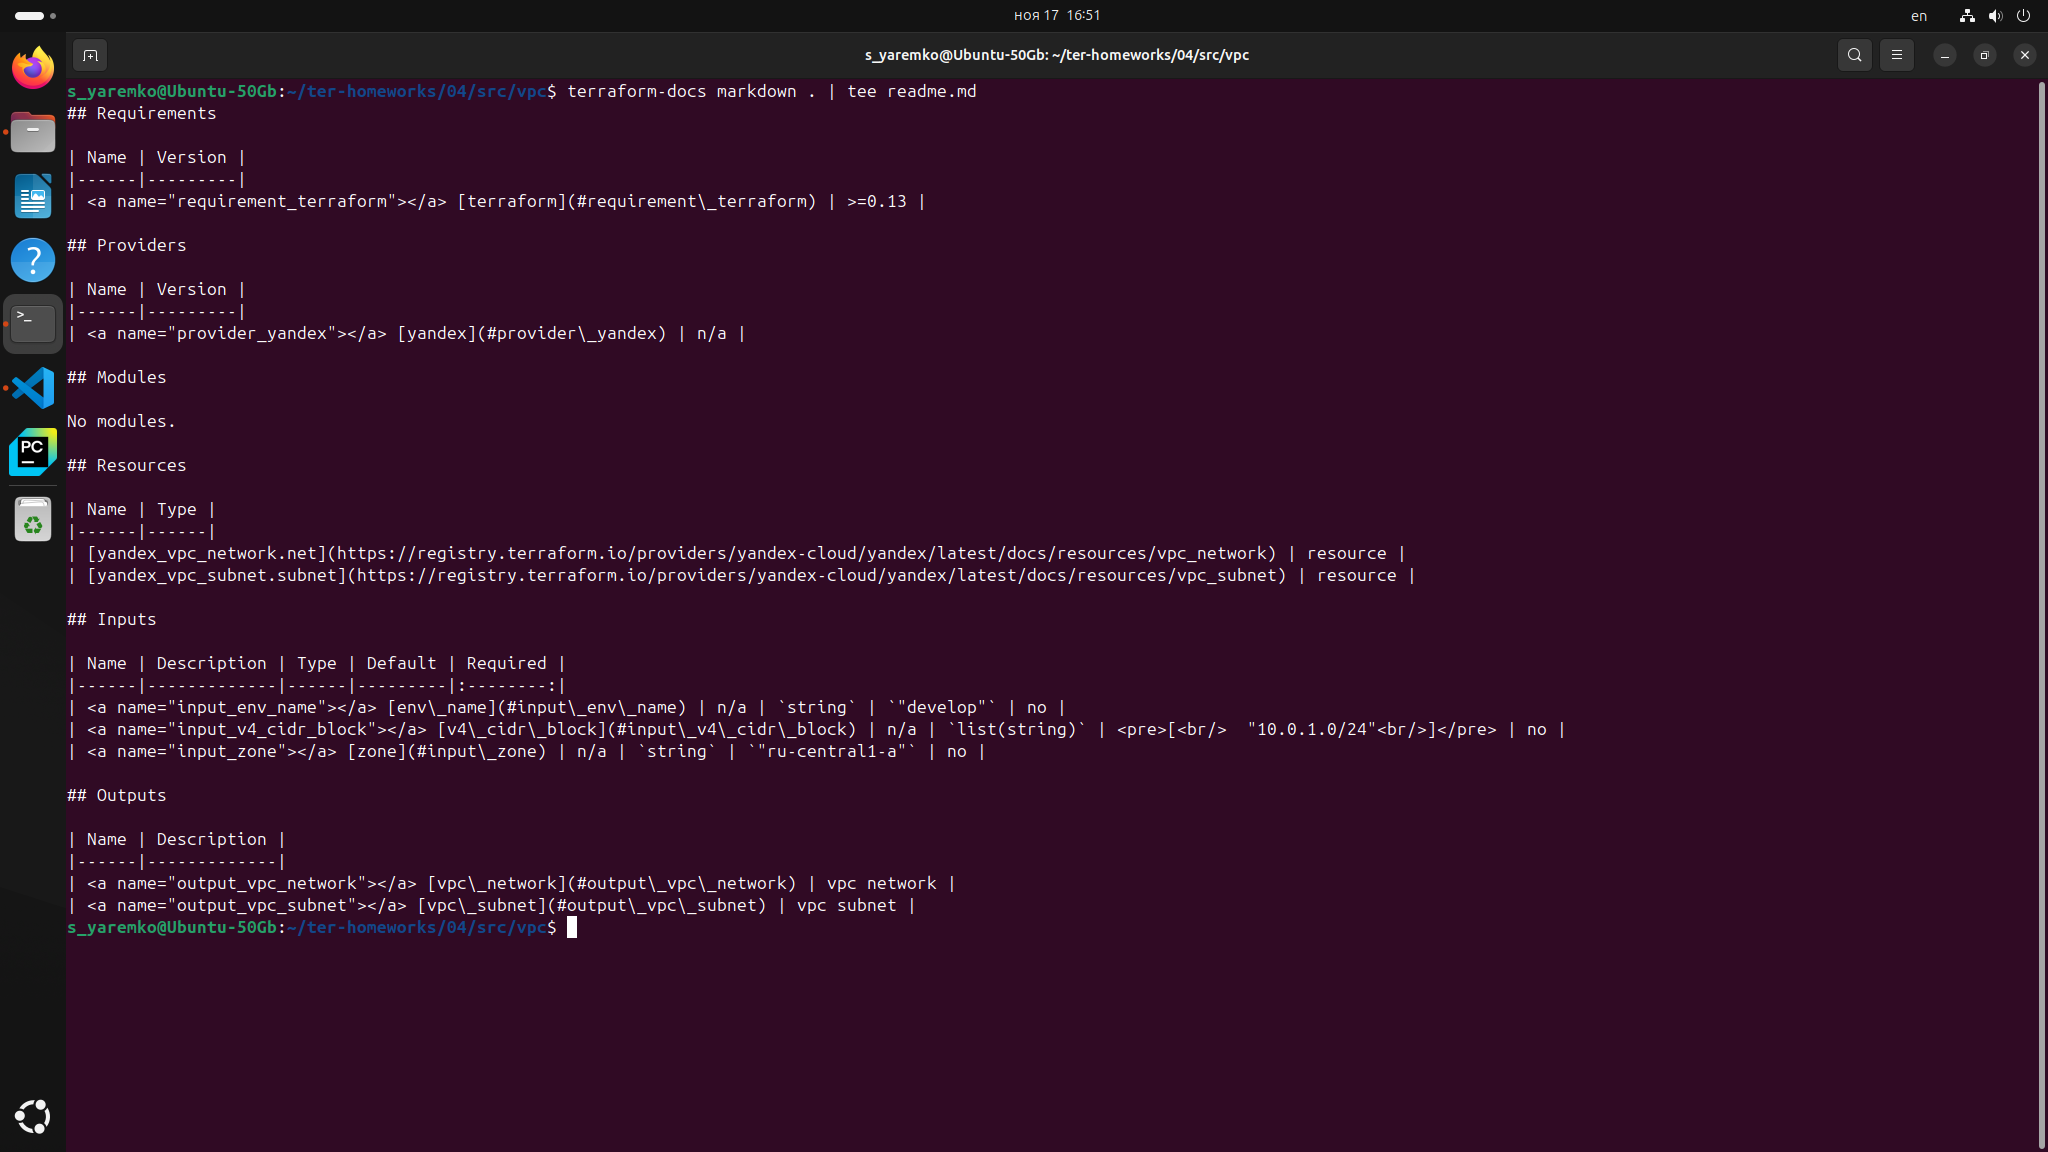 ноя 17 16:51
en
s_yaremko@Ubuntu-50Gb: ~/ter-homeworks/04/src/vpc
s_yaremko@Ubuntu-50Gb:~/ter-homeworks/04/src/vpc$ terraform-docs markdown . | tee readme.md
## Requirements
| Name | Version |
|------|---------|
| <a name="requirement_terraform"></a> [terraform](#requirement\_terraform) | >=0.13 |
## Providers
| Name | Version |
|------|---------|
| <a name="provider_yandex"></a> [yandex](#provider\_yandex) | n/a |
## Modules
No modules.
## Resources
| Name | Type |
|------|------|
| [yandex_vpc_network.net](https://registry.terraform.io/providers/yandex-cloud/yandex/latest/docs/resources/vpc_network) | resource |
| [yandex_vpc_subnet.subnet](https://registry.terraform.io/providers/yandex-cloud/yandex/latest/docs/resources/vpc_subnet) | resource |
## Inputs
| Name | Description | Type | Default | Required |
|------|-------------|------|---------|:--------:|
| <a name="input_env_name"></a> [env\_name](#input\_env\_name) | n/a | `string` | `"develop"` | no |
| <a name="input_v4_cidr_block"></a> [v4\_cidr\_block](#input\_v4\_cidr\_block) | n/a | `list(string)` | <pre>[<br/>  "10.0.1.0/24"<br/>]</pre> | no |
| <a name="input_zone"></a> [zone](#input\_zone) | n/a | `string` | `"ru-central1-a"` | no |
## Outputs
| Name | Description |
|------|-------------|
| <a name="output_vpc_network"></a> [vpc\_network](#output\_vpc\_network) | vpc network |
| <a name="output_vpc_subnet"></a> [vpc\_subnet](#output\_vpc\_subnet) | vpc subnet |
s_yaremko@Ubuntu-50Gb:~/ter-homeworks/04/src/vpc$
PC